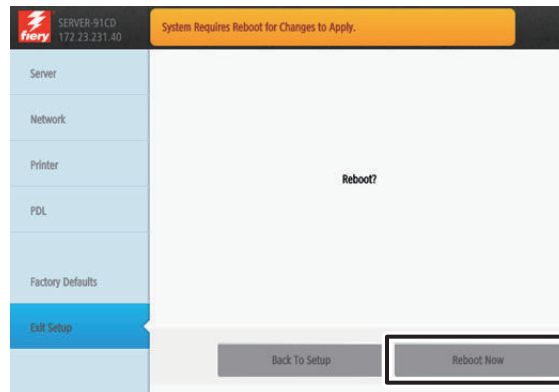 fiery
SERVER-91CD
172.23.231.40
System Requires Reboot for Changes to Apply.
Server
Network
Printer
PDL
Factory Defaults
Exit Setup
Reboot?
Back To Setup
Reboot Now